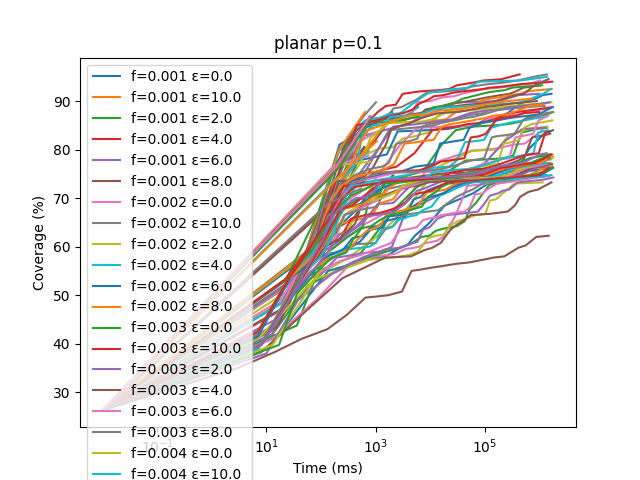 planar p=0.1
Coverage (%)
90
80
70
60
50
40
30
f=0.001 ε=0.0
f=0.001 ε=10.0
f=0.001 ε=2.0
f=0.001 ε=4.0
f=0.001 ε=6.0
f=0.001 ε=8.0
f=0.002 ε=0.0
f=0.002 ε=10.0
f=0.002 ε=2.0
f=0.002 ε=4.0
f=0.002 ε=6.0
f=0.002 ε=8.0
f=0.003 ε=0.0
f=0.003 ε=10.0
f=0.003 ε=2.0
f=0.003 ε=4.0
f=0.003 ε=6.0
f=0.003 ε=8.0
f=0.004 ε=0.0
f=0.004 ε=10.0
10⁻¹ 10¹ 10³ 10⁵
Time (ms)